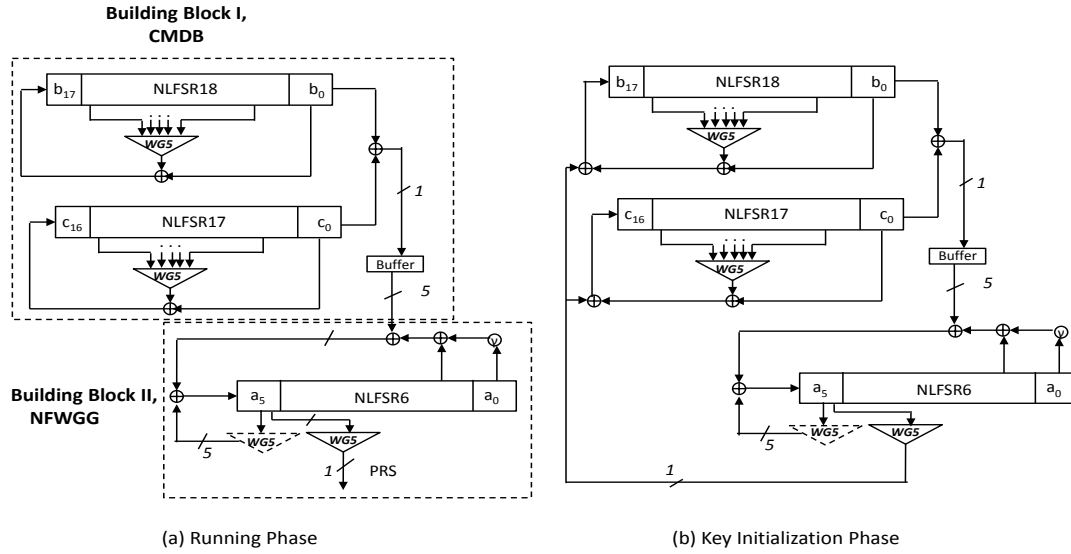 Building Block I,
CMDB
b17 NLFSR18 b0
. . .
WG5
1
c16 NLFSR17 c0
. . .
WG5
Buffer
5
Building Block II,
NFWGG
γ
a5 NLFSR6 a0
5 WG5 WG5
1 PRS
(a) Running Phase
b17 NLFSR18 b0
. . .
WG5
1
c16 NLFSR17 c0
. . .
WG5
Buffer
5
γ
a5 NLFSR6 a0
5 WG5 WG5
1
(b) Key Initialization Phase